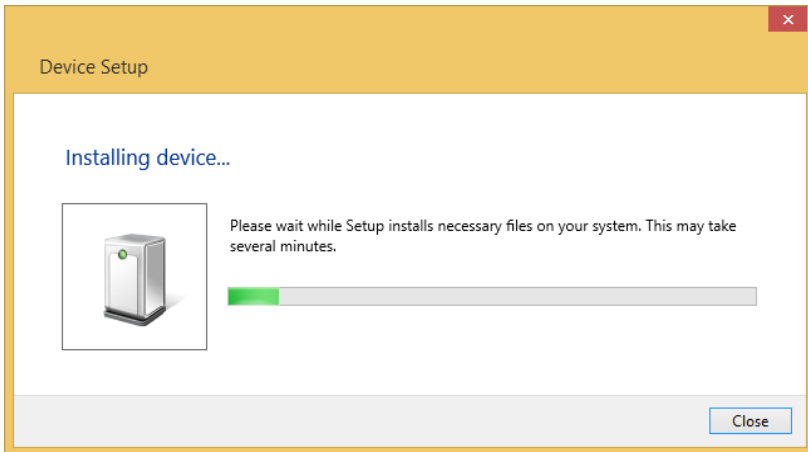 Device Setup
Installing device...
Please wait while Setup installs necessary files on your system. This may take
several minutes.
Close